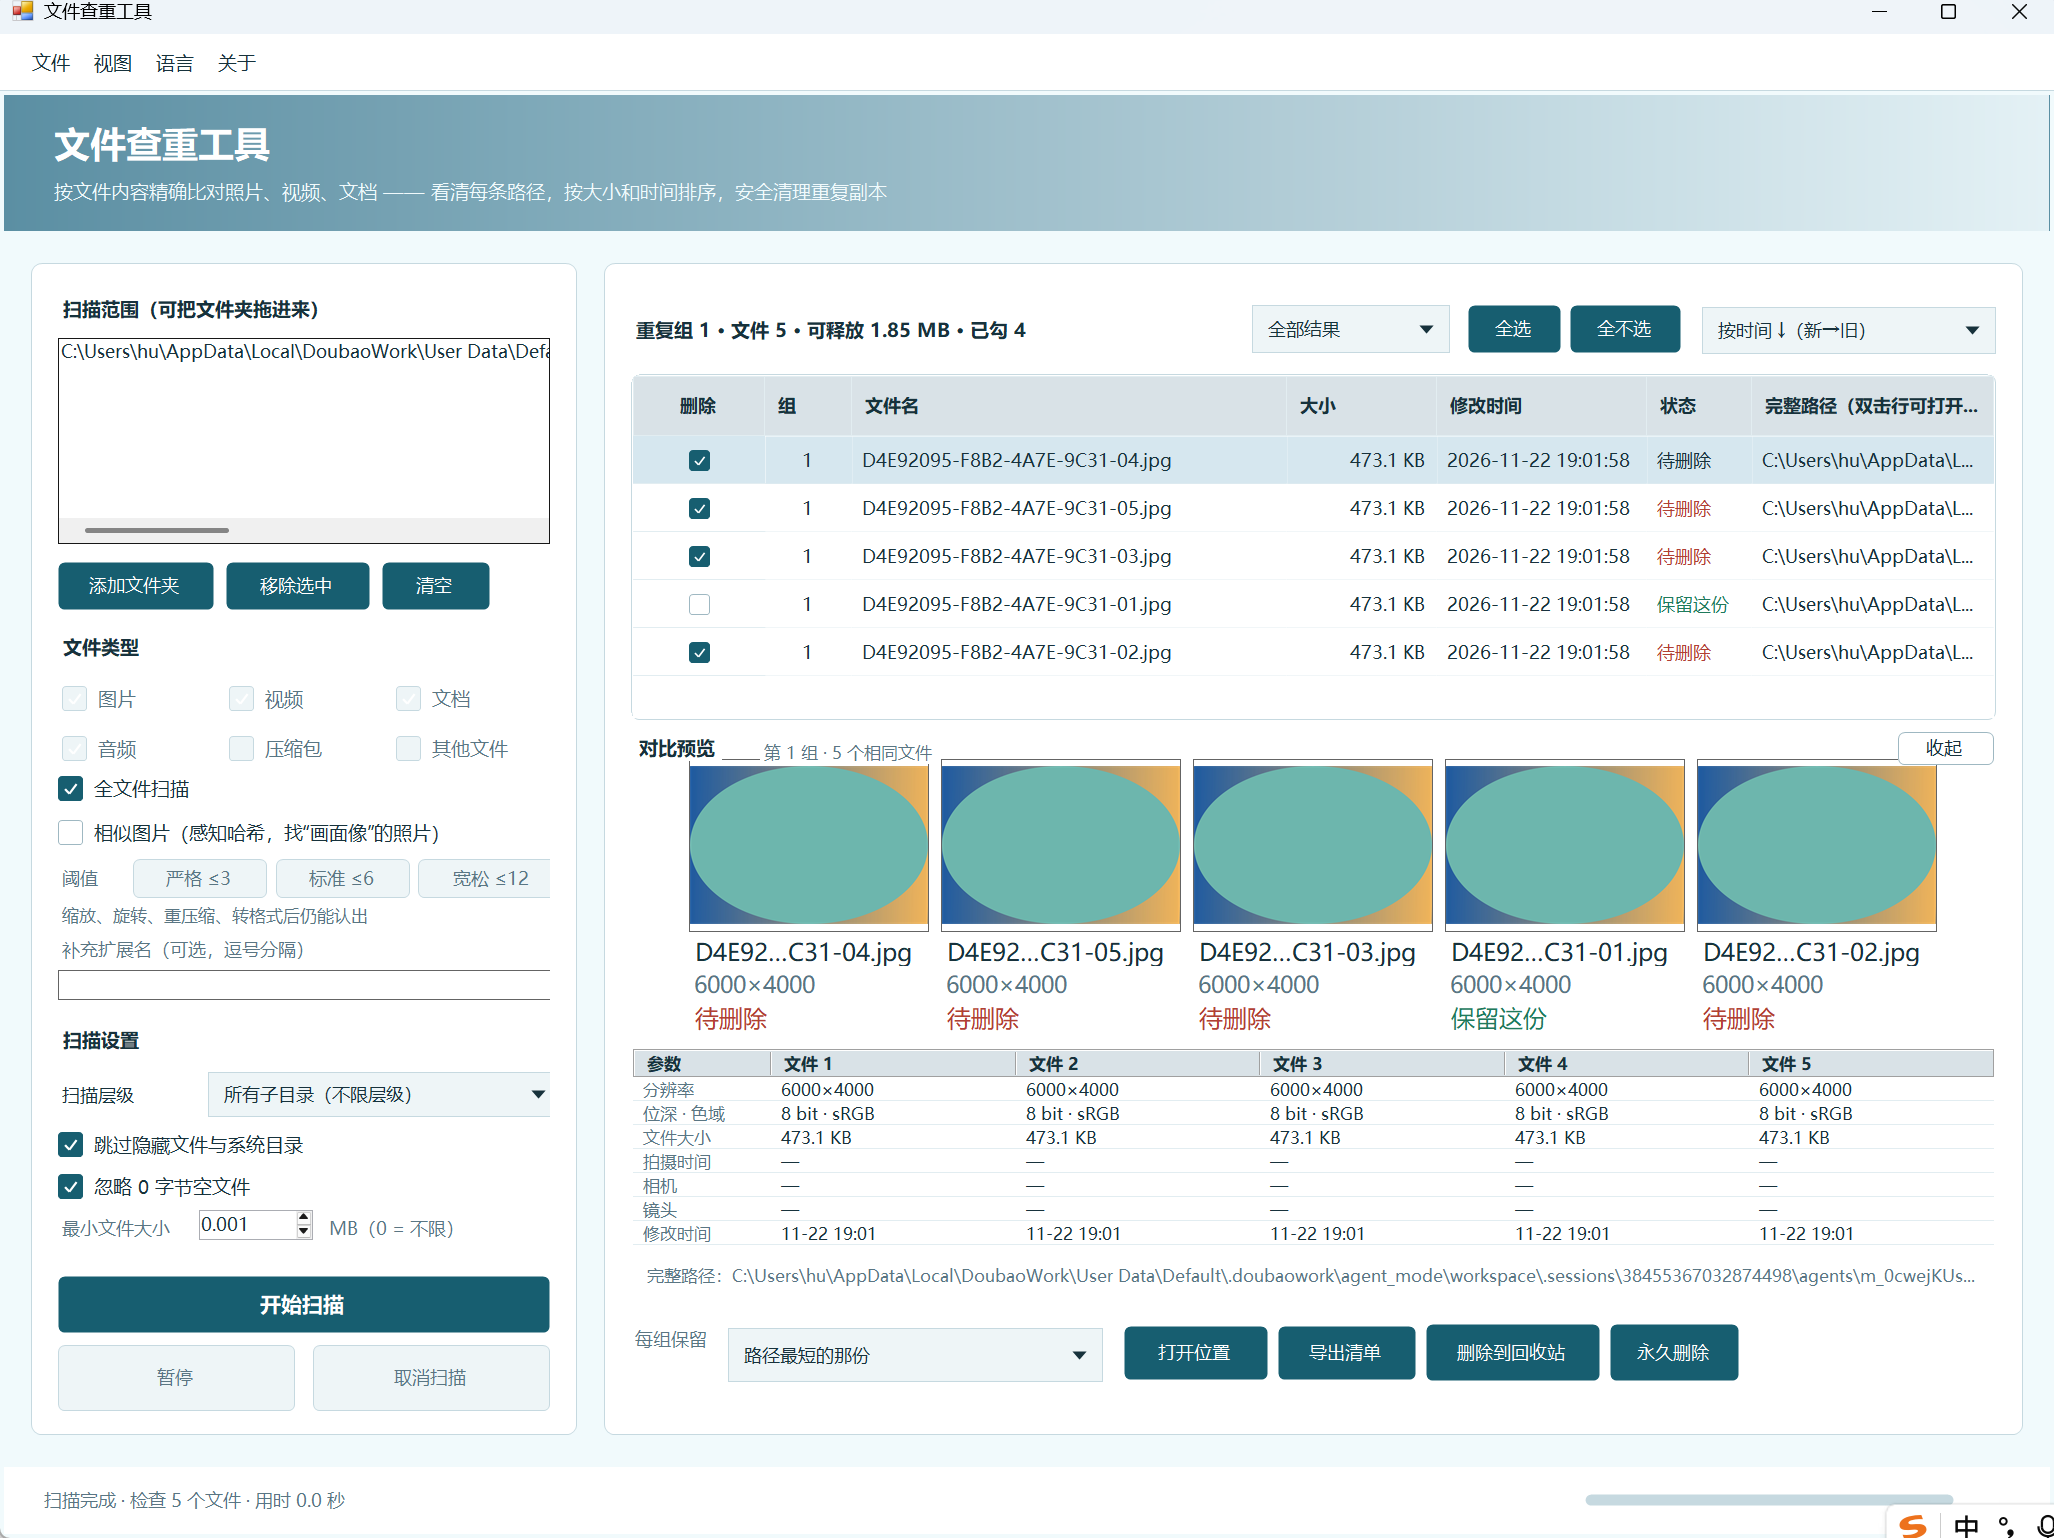 文件查重工具
文件 视图 语言 关于
文件查重工具
按文件内容精确比对照片、视频、文档 —— 看清每条路径，按大小和时间排序，安全清理重复副本
扫描范围（可把文件夹拖进来）
C:\Users\hu\AppData\Local\DoubaoWork\User Data\Defa
添加文件夹 移除选中 清空
文件类型
图片 视频 文档
音频 压缩包 其他文件
全文件扫描
相似图片（感知哈希，找“画面像”的照片）
阈值 严格 ≤3 标准 ≤6 宽松 ≤12
缩放、旋转、重压缩、转格式后仍能认出
补充扩展名（可选，逗号分隔）
扫描设置
扫描层级 所有子目录（不限层级）
跳过隐藏文件与系统目录
忽略 0 字节空文件
最小文件大小 0.001 MB（0 = 不限）
开始扫描
暂停 取消扫描
重复组 1 · 文件 5 · 可释放 1.85 MB · 已勾 4
全部结果 全选 全不选 按时间↓（新→旧）
删除 组 文件名 大小 修改时间 状态 完整路径（双击行可打开...
1 D4E92095-F8B2-4A7E-9C31-04.jpg 473.1 KB 2026-11-22 19:01:58 待删除 C:\Users\hu\AppData\L...
1 D4E92095-F8B2-4A7E-9C31-05.jpg 473.1 KB 2026-11-22 19:01:58 待删除 C:\Users\hu\AppData\L...
1 D4E92095-F8B2-4A7E-9C31-03.jpg 473.1 KB 2026-11-22 19:01:58 待删除 C:\Users\hu\AppData\L...
1 D4E92095-F8B2-4A7E-9C31-01.jpg 473.1 KB 2026-11-22 19:01:58 保留这份 C:\Users\hu\AppData\L...
1 D4E92095-F8B2-4A7E-9C31-02.jpg 473.1 KB 2026-11-22 19:01:58 待删除 C:\Users\hu\AppData\L...
对比预览 ____ 第 1 组 · 5 个相同文件 收起
D4E92...C31-04.jpg D4E92...C31-05.jpg D4E92...C31-03.jpg D4E92...C31-01.jpg D4E92...C31-02.jpg
6000×4000 6000×4000 6000×4000 6000×4000 6000×4000
待删除 待删除 待删除 保留这份 待删除
参数 文件 1 文件 2 文件 3 文件 4 文件 5
分辨率 6000×4000 6000×4000 6000×4000 6000×4000 6000×4000
位深 · 色域 8 bit · sRGB 8 bit · sRGB 8 bit · sRGB 8 bit · sRGB 8 bit · sRGB
文件大小 473.1 KB 473.1 KB 473.1 KB 473.1 KB 473.1 KB
拍摄时间 — — — — —
相机 — — — — —
镜头 — — — — —
修改时间 11-22 19:01 11-22 19:01 11-22 19:01 11-22 19:01 11-22 19:01
完整路径：C:\Users\hu\AppData\Local\DoubaoWork\User Data\Default\.doubaowork\agent_mode\workspace\.sessions\38455367032874498\agents\m_0cwejKUs...
每组保留 路径最短的那份 打开位置 导出清单 删除到回收站 永久删除
扫描完成 · 检查 5 个文件 · 用时 0.0 秒
S 中 °,